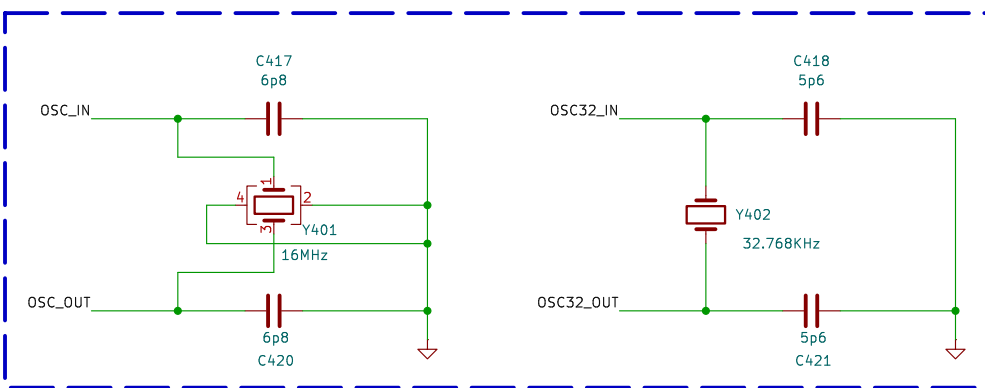 C417
6p8
OSC_IN
1
4
2
3
Y401
16MHz
OSC_OUT
6p8
C420
C418
5p6
OSC32_IN
Y402
32.768KHz
OSC32_OUT
5p6
C421